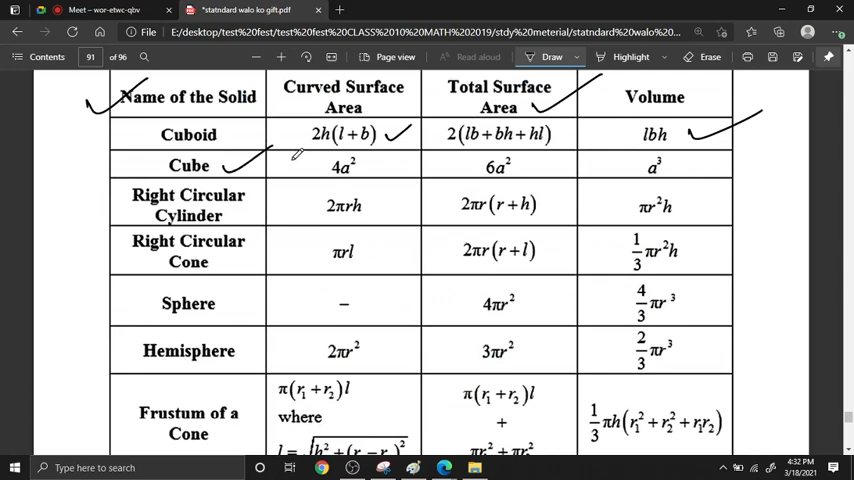 Meet – wor-etwc-qbv
*statndard walo ko gift.pdf
File | E:/desktop/test%20fest/test%20fest/CLASS%2010%20MATH%202019/stdy%20meterial/statndard%20walo%...
Contents 91 of 96 Page view Read aloud Draw Highlight Erase
Name of the Solid | Curved Surface Area | Total Surface Area | Volume
Cuboid | 2h(l+b) | 2(lb+bh+hl) | lbh
Cube | 4a² | 6a² | a³
Right Circular Cylinder | 2πrh | 2πr(r+h) | πr²h
Right Circular Cone | πrl | 2πr(r+l) | 1/3 πr²h
Sphere | – | 4πr² | 4/3 πr³
Hemisphere | 2πr² | 3πr² | 2/3 πr³
Frustum of a Cone | π(r₁+r₂)l where | π(r₁+r₂)l + | 1/3 πh(r₁²+r₂²+r₁r₂)
Type here to search
4:32 PM
3/18/2021